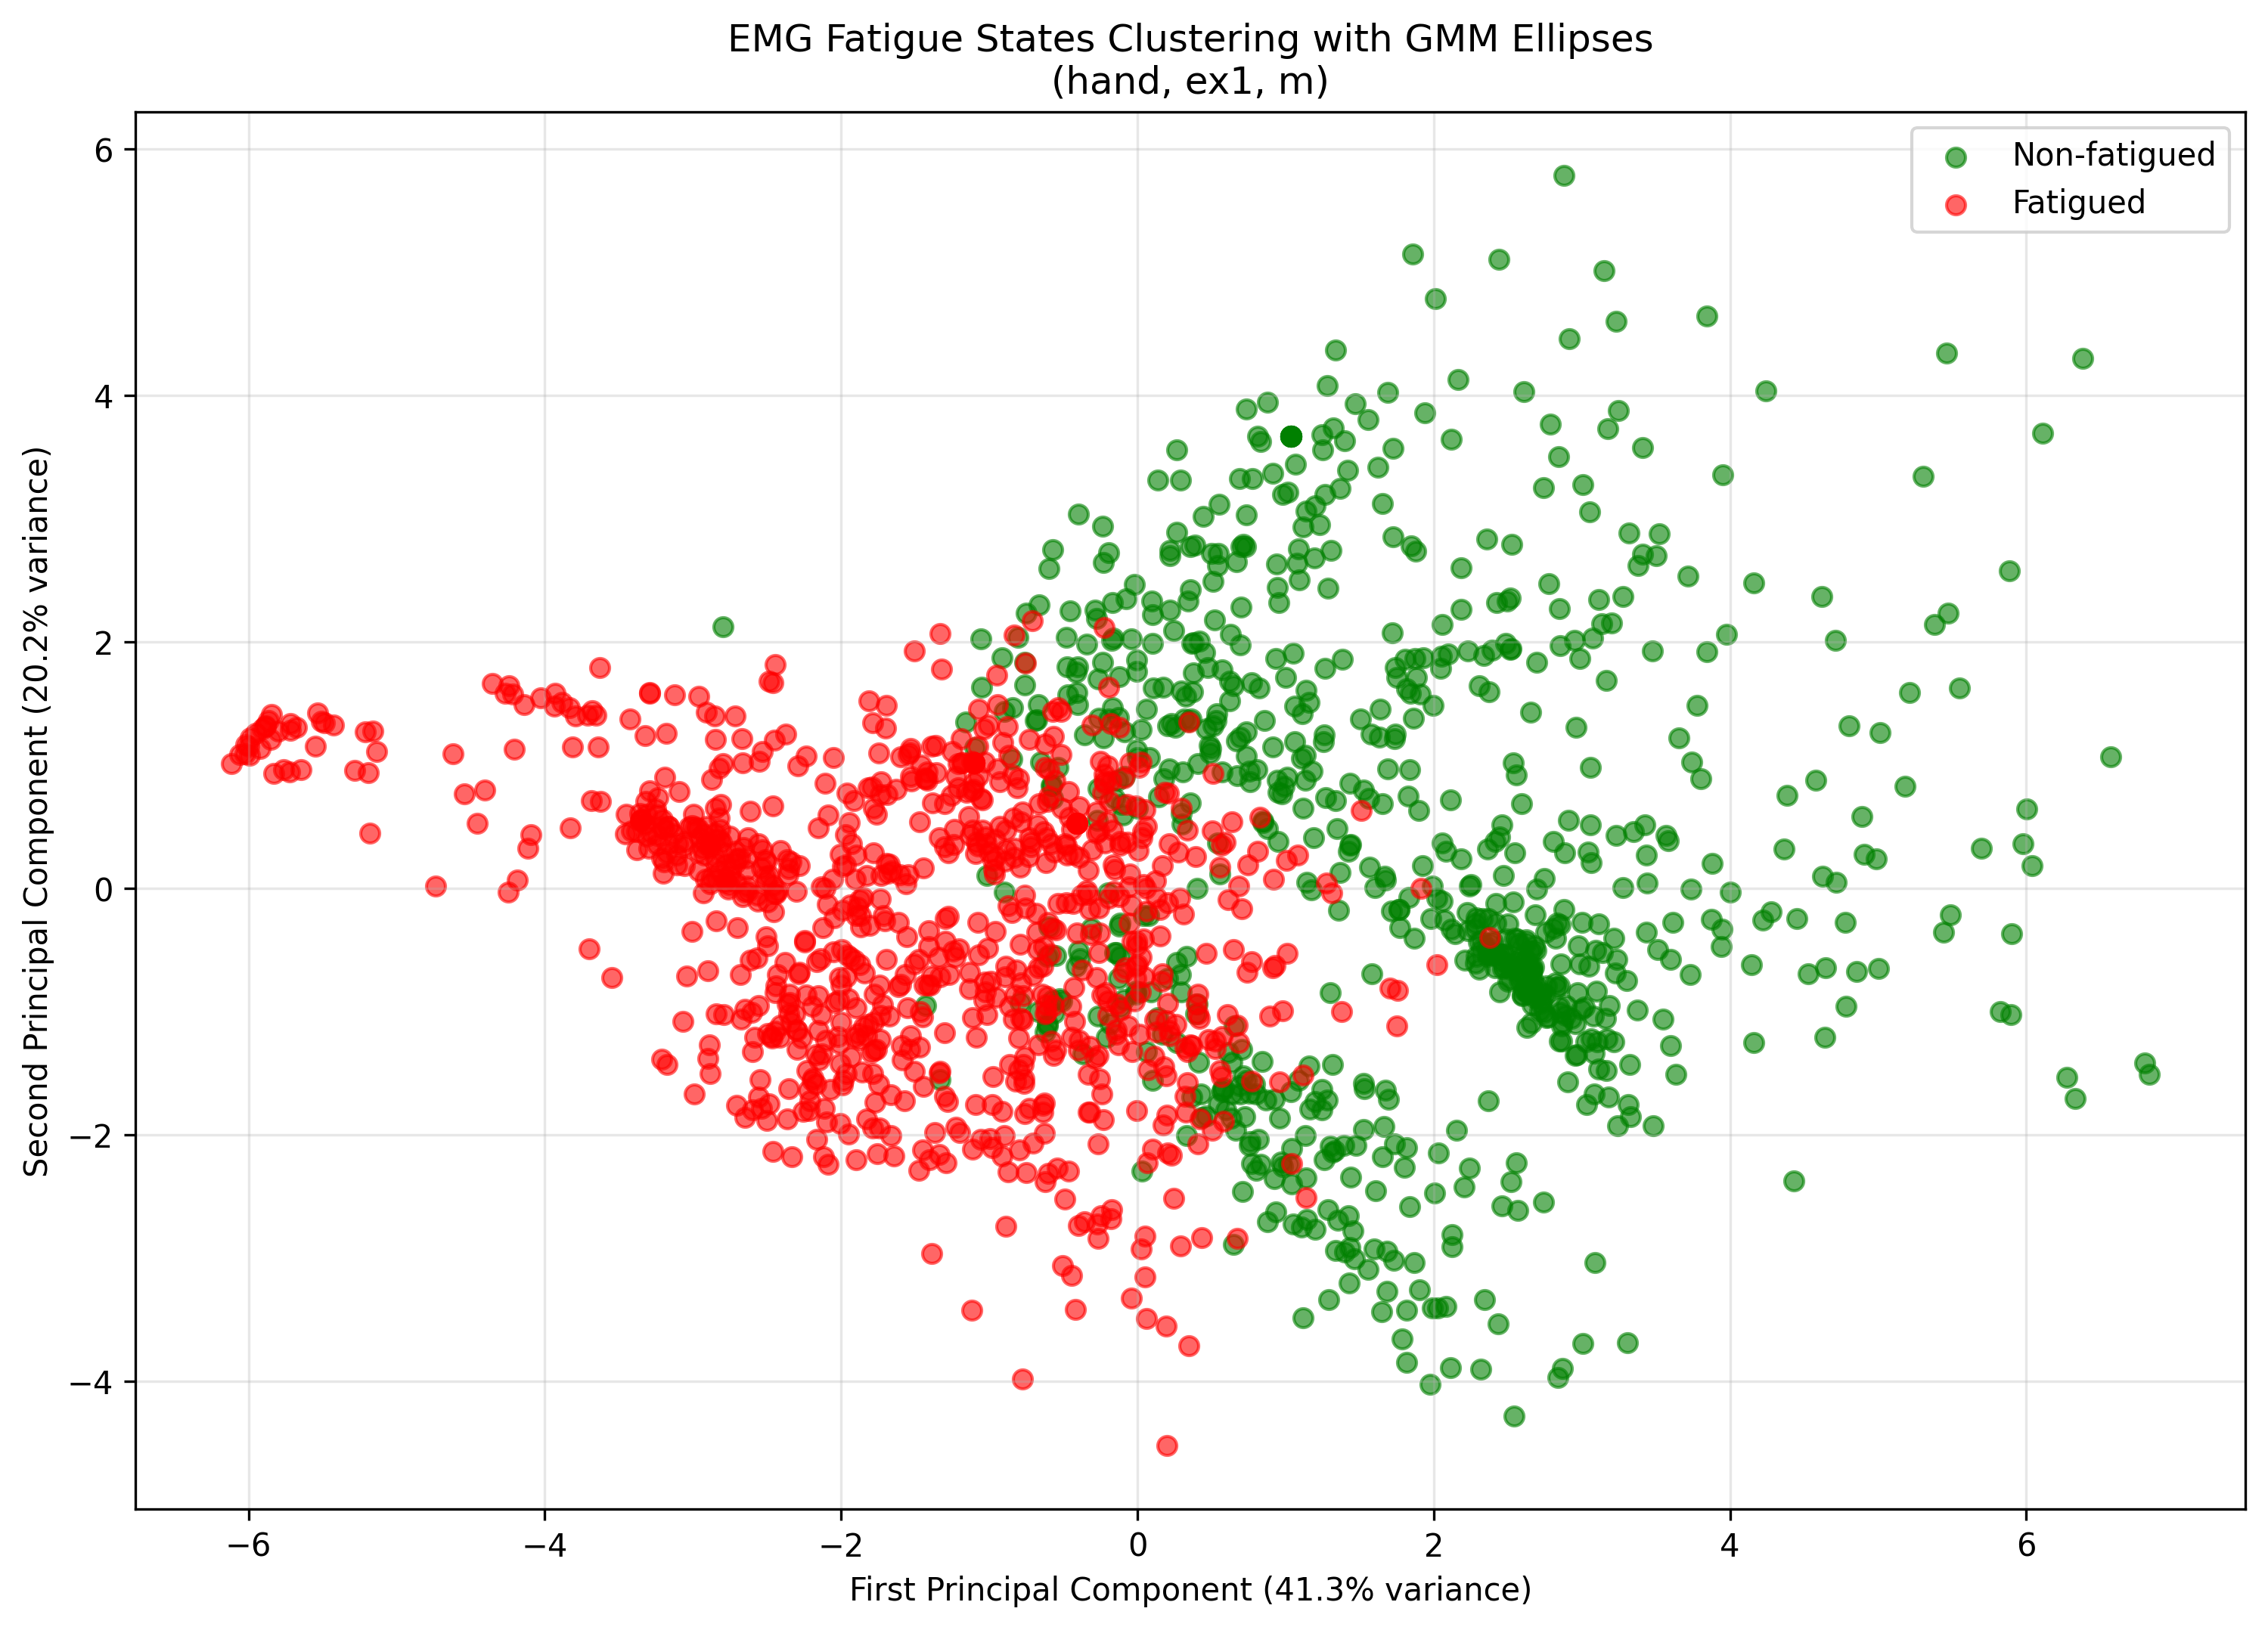 EMG Fatigue States Clustering with GMM Ellipses
(hand, ex1, m)
Non-fatigued
Fatigued
6
4
2
0
−2
−4
Second Principal Component (20.2% variance)
−6
−4
−2
0
2
4
6
First Principal Component (41.3% variance)